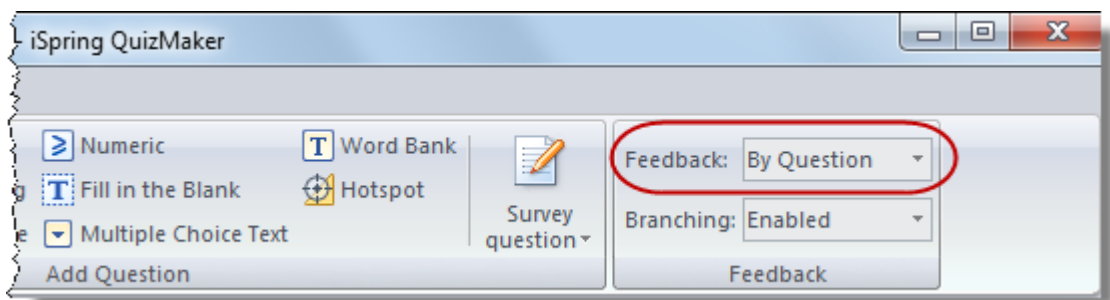 iSpring QuizMaker
Numeric
Word Bank
Feedback: By Question
Fill in the Blank
Hotspot
Survey
question
Branching: Enabled
Multiple Choice Text
Add Question
Feedback